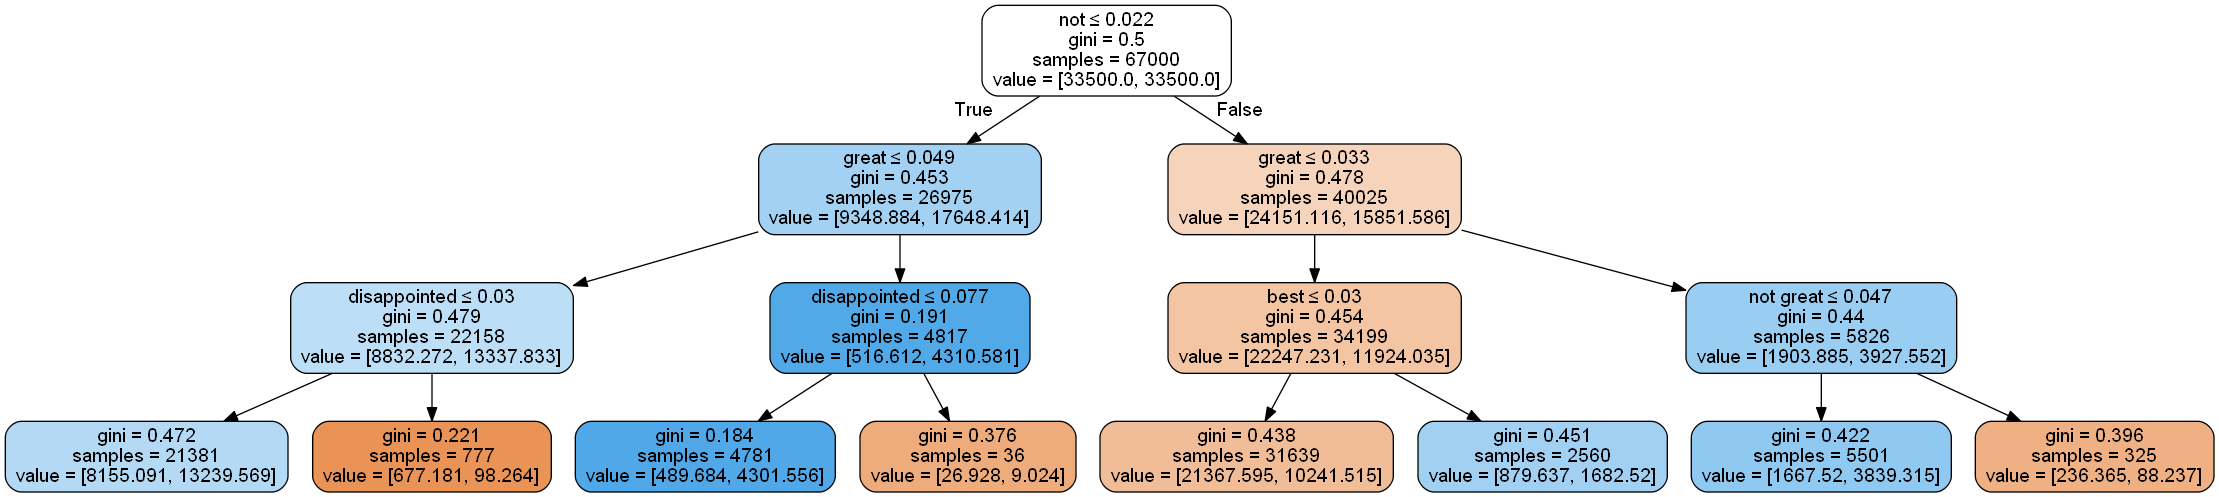 not ≤ 0.022
gini = 0.5
samples = 67000
value = [33500.0, 33500.0]
True
False
great ≤ 0.049
gini = 0.453
samples = 26975
value = [9348.884, 17648.414]
great ≤ 0.033
gini = 0.478
samples = 40025
value = [24151.116, 15851.586]
disappointed ≤ 0.03
gini = 0.479
samples = 22158
value = [8832.272, 13337.833]
disappointed ≤ 0.077
gini = 0.191
samples = 4817
value = [516.612, 4310.581]
best ≤ 0.03
gini = 0.454
samples = 34199
value = [22247.231, 11924.035]
not great ≤ 0.047
gini = 0.44
samples = 5826
value = [1903.885, 3927.552]
gini = 0.472
samples = 21381
value = [8155.091, 13239.569]
gini = 0.221
samples = 777
value = [677.181, 98.264]
gini = 0.184
samples = 4781
value = [489.684, 4301.556]
gini = 0.376
samples = 36
value = [26.928, 9.024]
gini = 0.438
samples = 31639
value = [21367.595, 10241.515]
gini = 0.451
samples = 2560
value = [879.637, 1682.52]
gini = 0.422
samples = 5501
value = [1667.52, 3839.315]
gini = 0.396
samples = 325
value = [236.365, 88.237]